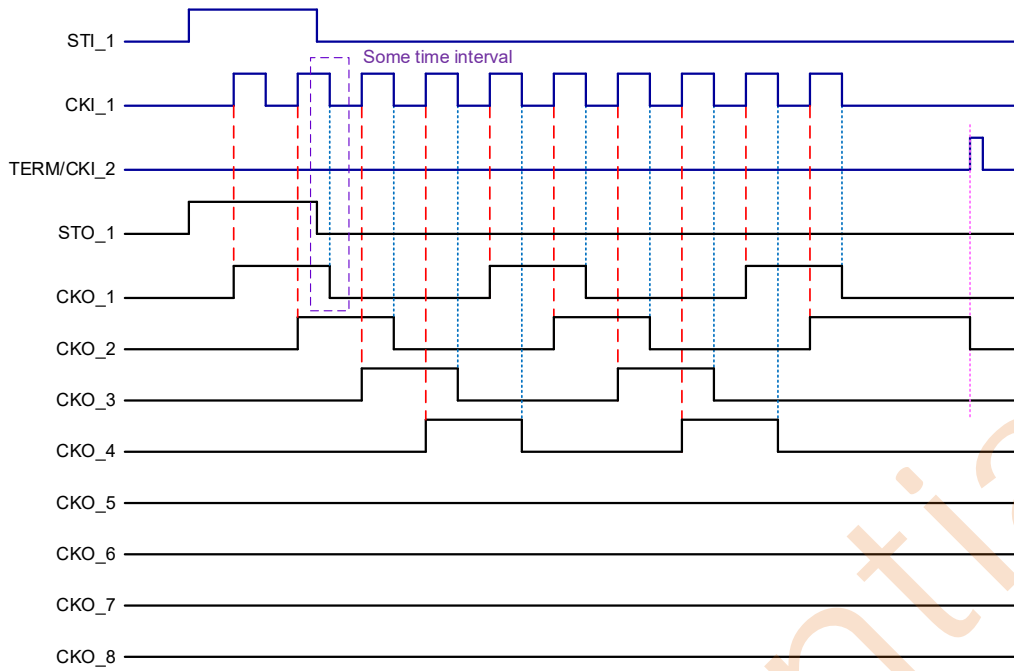 STI_1
Some time interval
CKI_1
TERM/CKI_2
STO_1
CKO_1
CKO_2
CKO_3
CKO_4
CKO_5
CKO_6
CKO_7
CKO_8